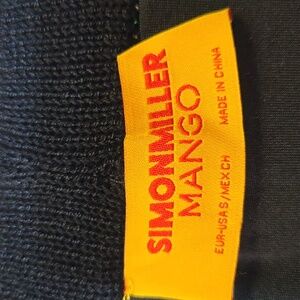 SIMONMILLER
MANGO
EUR-USA S/MEX CH MADE IN CHINA